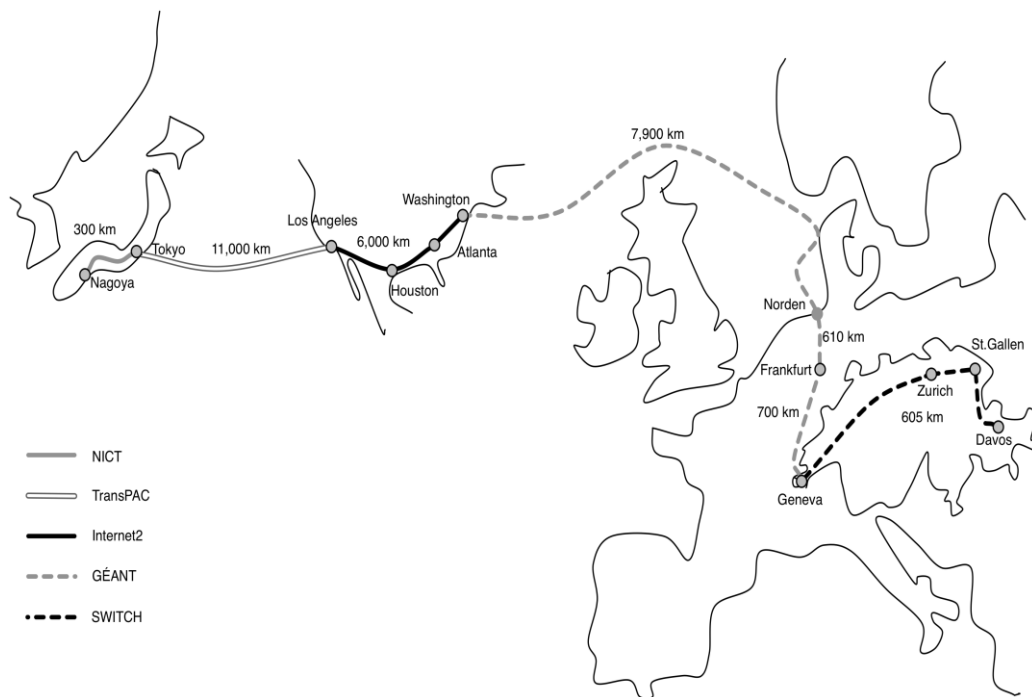 7,900 km
Washington
Los Angeles
300 km
Tokyo
11,000 km
6,000 km
Atlanta
Nagoya
Houston
Norden
610 km
St.Gallen
Frankfurt
Zurich
700 km
605 km
Davos
Geneva
NICT
TransPAC
Internet2
GÉANT
SWITCH